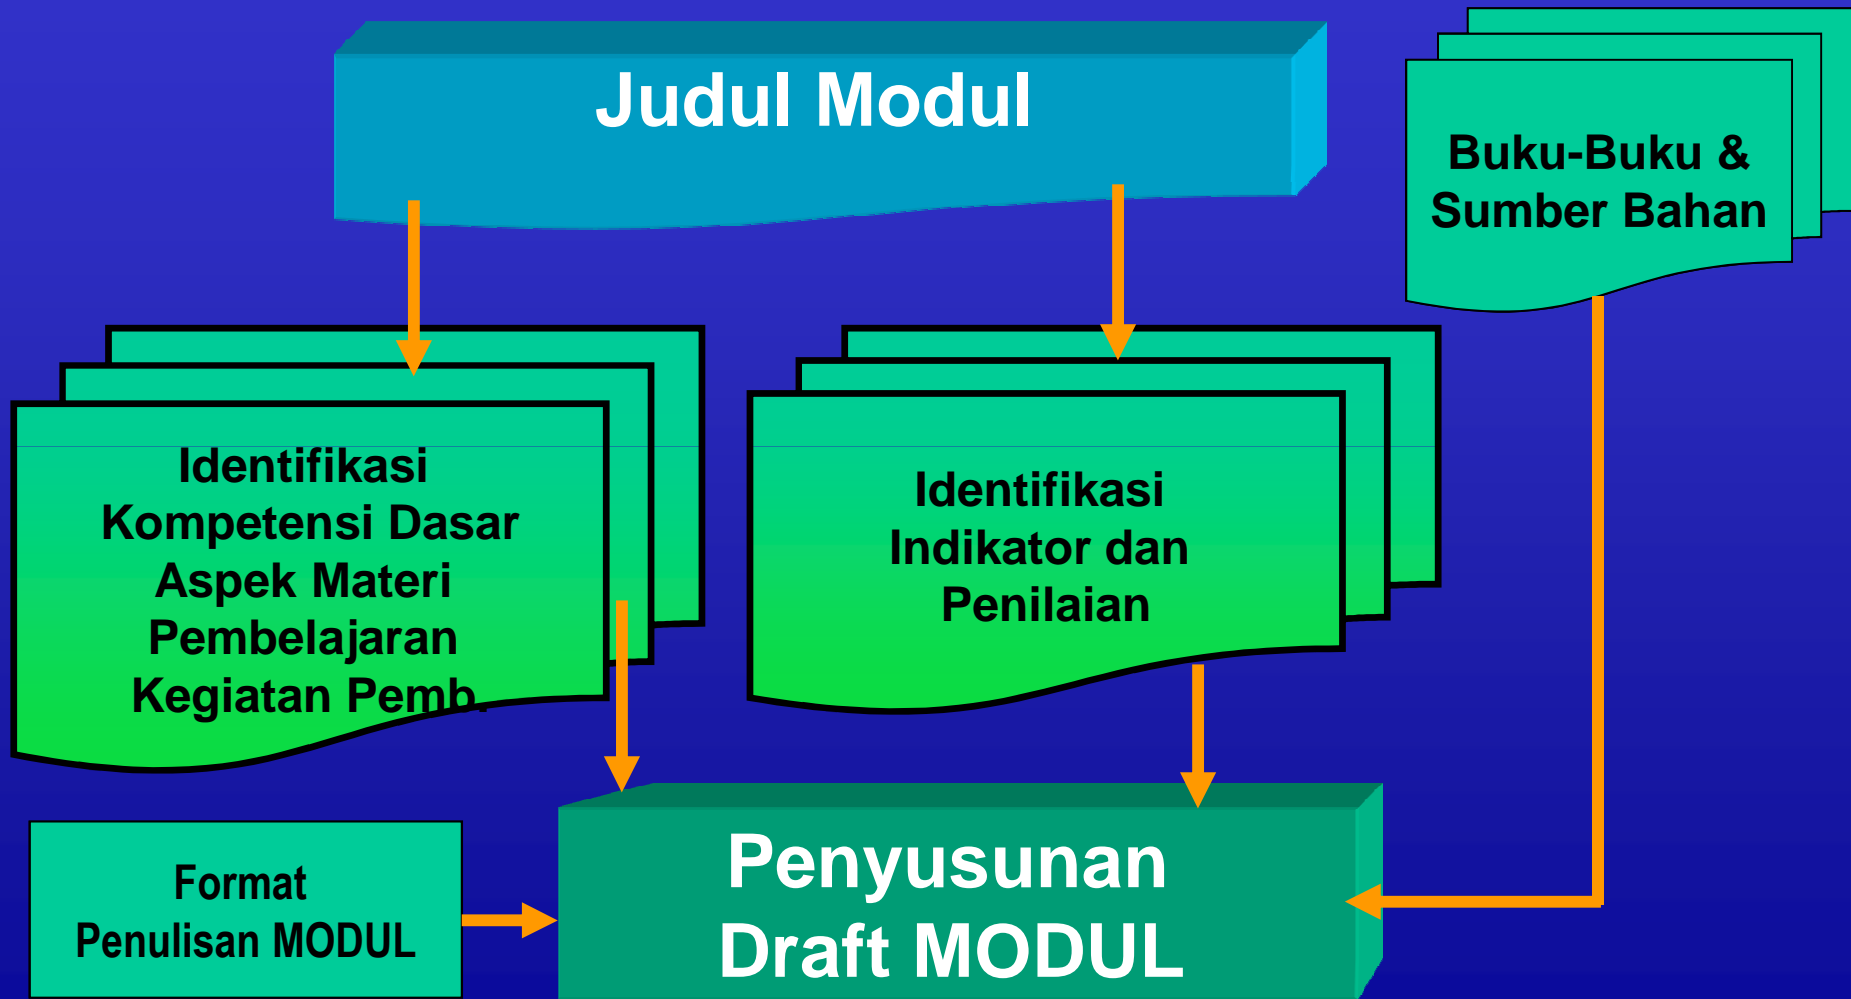 Judul Modul
Buku-Buku &
Sumber Bahan
Identifikasi
Kompetensi Dasar
Aspek Materi
Pembelajaran
Kegiatan Pemb.
Identifikasi
Indikator dan
Penilaian
Format
Penulisan MODUL
Penyusunan
Draft MODUL